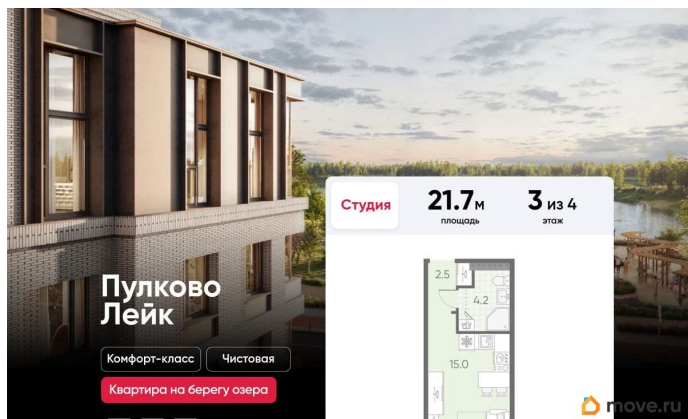 Студия
21.7м
площадь
3 из 4
этаж
2.5
4.2
15.0
Пулково
Лейк
Комфорт-класс
Чистовая
Квартира на берегу озера
move.ru